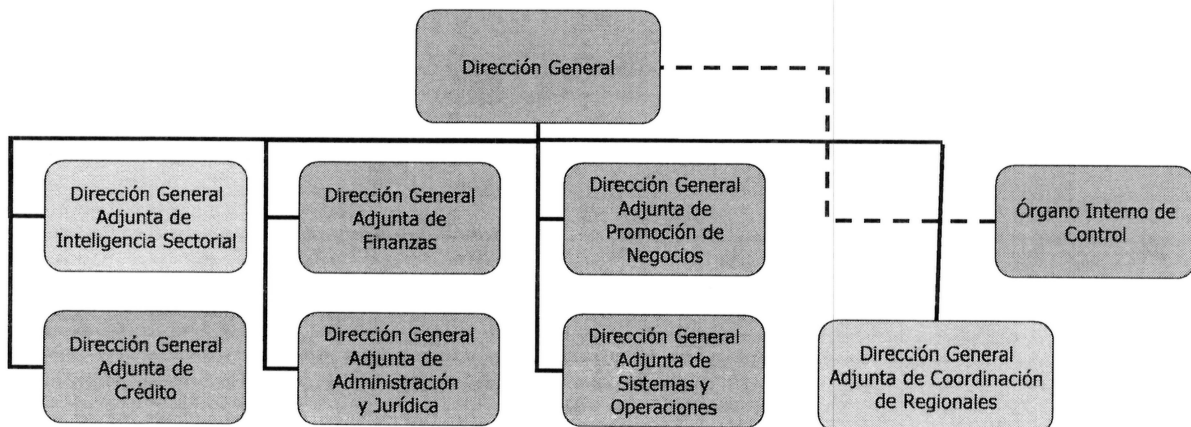 Dirección General
Dirección General
Adjunta de
Inteligencia Sectorial
Dirección General
Adjunta de
Finanzas
Dirección General
Adjunta de
Promoción de
Negocios
Órgano Interno de
Control
Dirección General
Adjunta de
Crédito
Dirección General
Adjunta de
Administración
y Jurídica
Dirección General
Adjunta de
Sistemas y
Operaciones
Dirección General
Adjunta de Coordinación
de Regionales